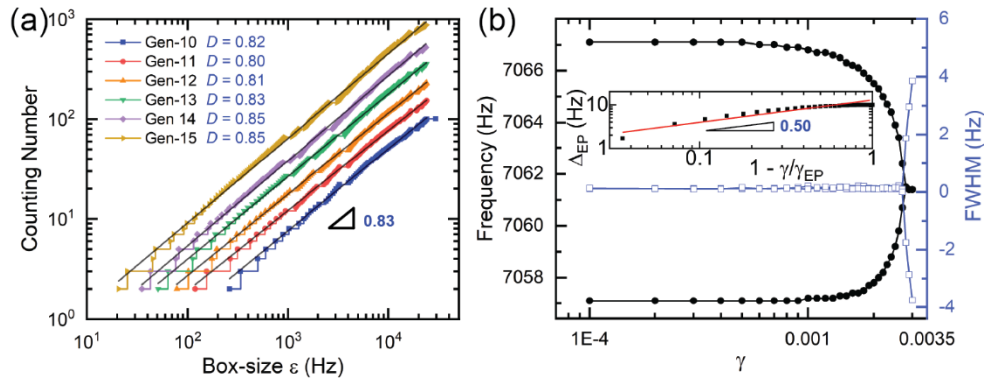 (a)
Gen-10 D = 0.82
Gen-11 D = 0.80
Gen-12 D = 0.81
Gen-13 D = 0.83
Gen 14 D = 0.85
Gen-15 D = 0.85
0.83
Counting Number
10³
10²
10¹
10⁰
10¹ 10² 10³ 10⁴
Box-size ε (Hz)
(b)
Frequency (Hz)
7066
7064
7062
7060
7058
Δ_EP (Hz)
10
1
0.50
0.1 1
1 - γ/γ_EP
1E-4 0.001 0.0035
γ
6
4
2
0
-2
-4
FWHM (Hz)